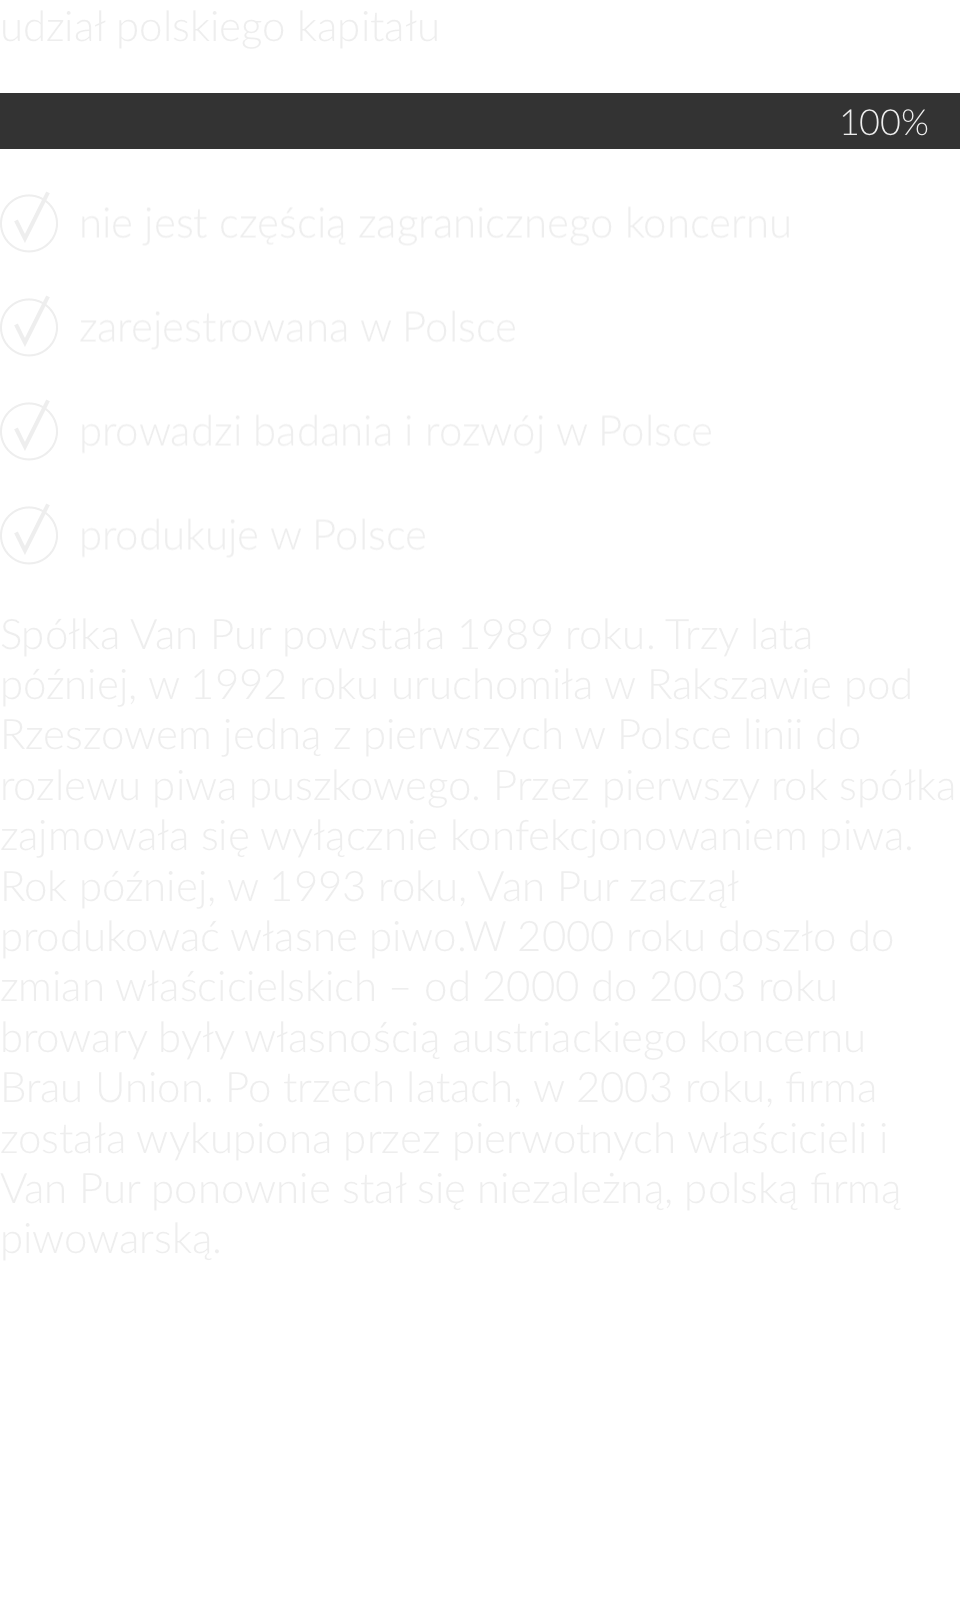 udział polskiego kapitału
100%
nie jest częścią zagranicznego koncernu
zarejestrowana w Polsce
prowadzi badania i rozwój w Polsce
produkuje w Polsce
Spółka Van Pur powstała 1989 roku. Trzy lata
później, w 1992 roku uruchomiła w Rakszawie pod
Rzeszowem jedną z pierwszych w Polsce linii do
rozlewu piwa puszkowego. Przez pierwszy rok spółka
zajmowała się wyłącznie konfekcjonowaniem piwa.
Rok później, w 1993 roku, Van Pur zaczął
produkować własne piwo.W 2000 roku doszło do
zmian właścicielskich – od 2000 do 2003 roku
browary były własnością austriackiego koncernu
Brau Union. Po trzech latach, w 2003 roku, firma
została wykupiona przez pierwotnych właścicieli i
Van Pur ponownie stał się niezależną, polską firmą
piwowarską.